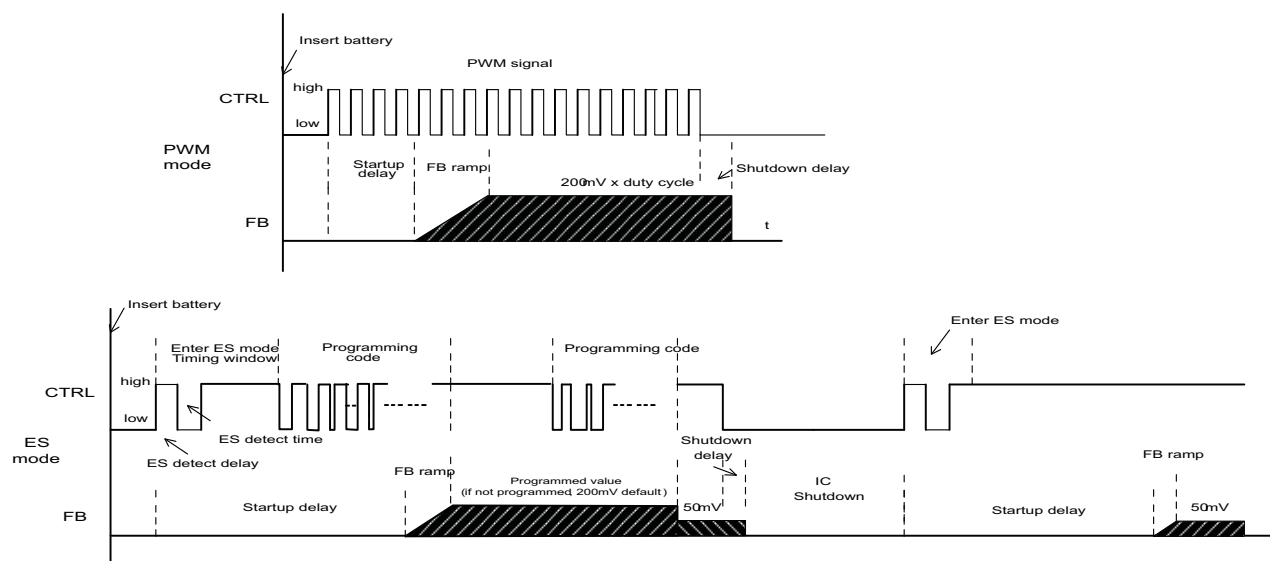 Insert battery
PWM signal
high
CTRL
low
PWM
mode
Startup
delay
FB ramp
Shutdown delay
200mV x duty cycle
FB
t
Insert battery
Enter ES mode
Enter ES mode
Timing window
Programming
code
Programming code
high
CTRL
low
ES detect time
ES
mode
ES detect delay
Shutdown
delay
FB ramp
FB ramp
Programmed value
(if not programmed, 200mV default)
IC
Shutdown
50mV
50mV
Startup delay
Startup delay
FB